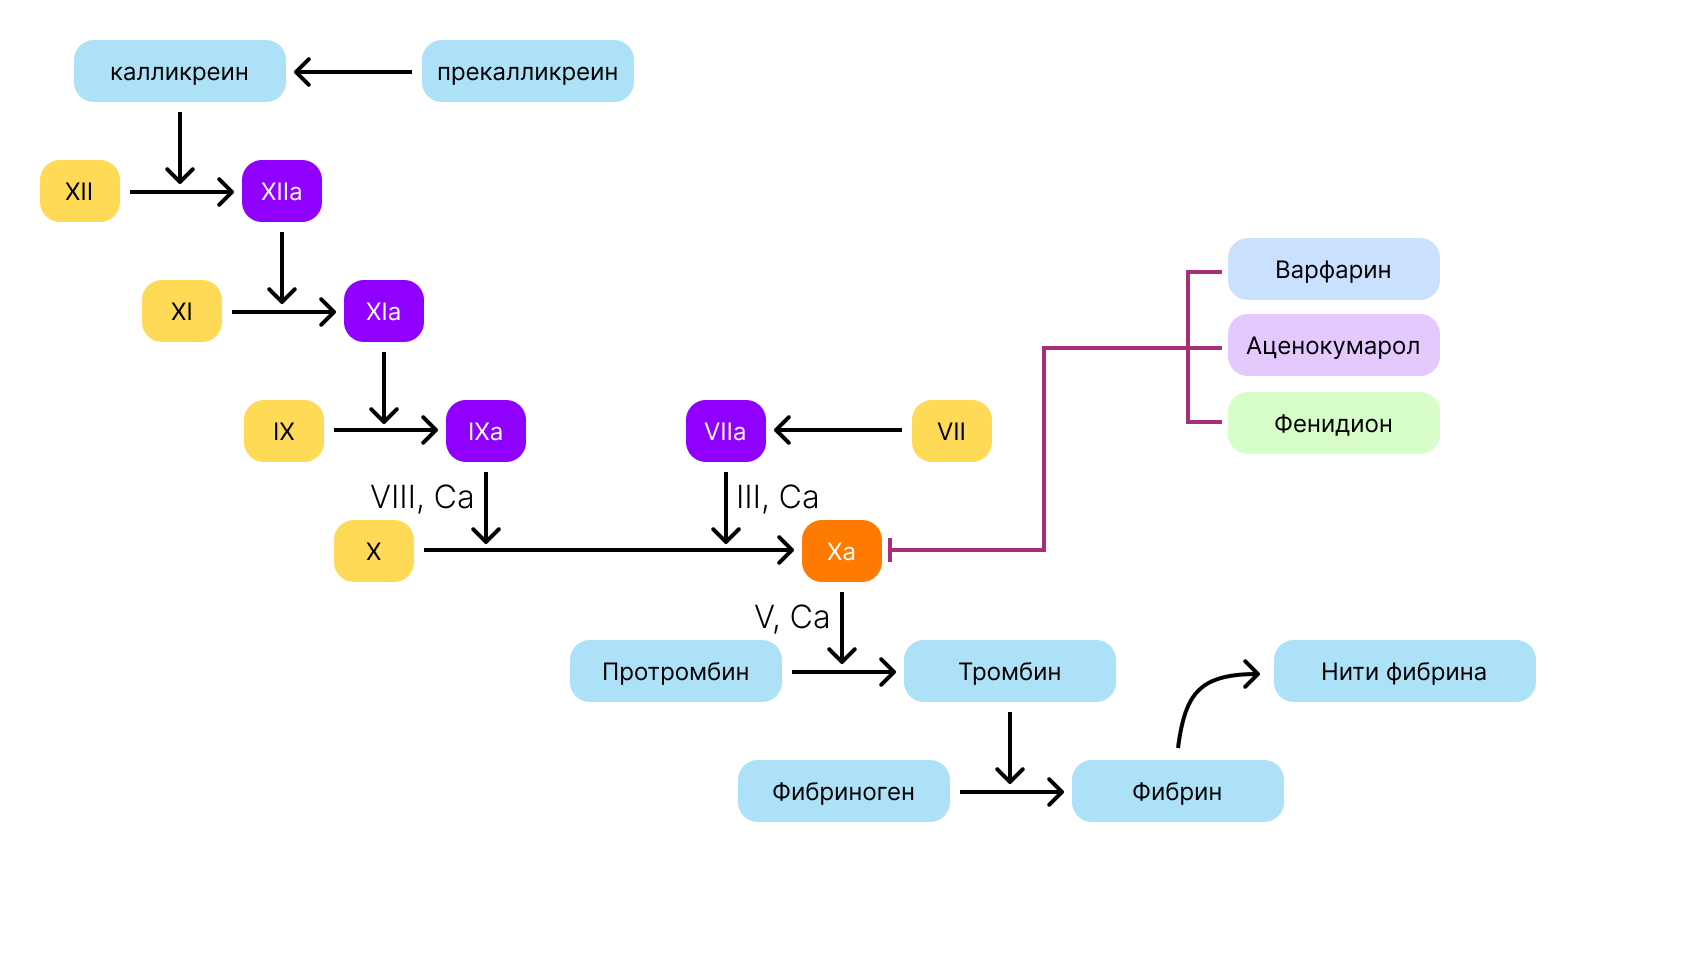 калликреин
прекалликреин
XII
XIIa
Варфарин
XI
XIa
Аценокумарол
IX
IXa
VIIa
VII
Фенидион
VIII, Ca
III, Ca
X
Xa
V, Ca
Протромбин
Тромбин
Нити фибрина
Фибриноген
Фибрин